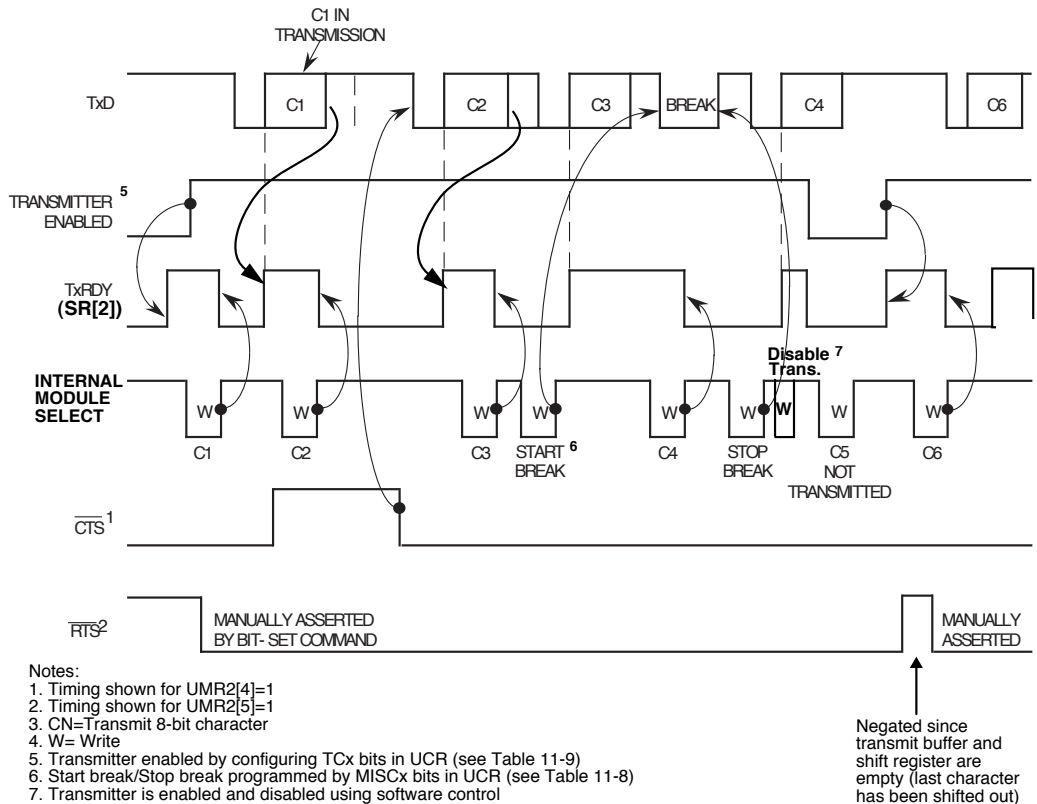 C1 IN
TRANSMISSION
TxD
C1
C2
C3
BREAK
C4
C6
TRANSMITTER 5
ENABLED
TxRDY
(SR[2])
INTERNAL
MODULE
SELECT
Disable 7
Trans.
W
W
W
W
W
W
W
W
W
C1
C2
C3
START 6
BREAK
C4
STOP
BREAK
C5
NOT
TRANSMITTED
C6
CTS 1
RTS2
MANUALLY ASSERTED
BY BIT- SET COMMAND
MANUALLY
ASSERTED
Notes:
1. Timing shown for UMR2[4]=1
2. Timing shown for UMR2[5]=1
3. CN=Transmit 8-bit character
4. W= Write
5. Transmitter enabled by configuring TCx bits in UCR (see Table 11-9)
6. Start break/Stop break programmed by MISCx bits in UCR (see Table 11-8)
7. Transmitter is enabled and disabled using software control
Negated since
transmit buffer and
shift register are
empty (last character
has been shifted out)